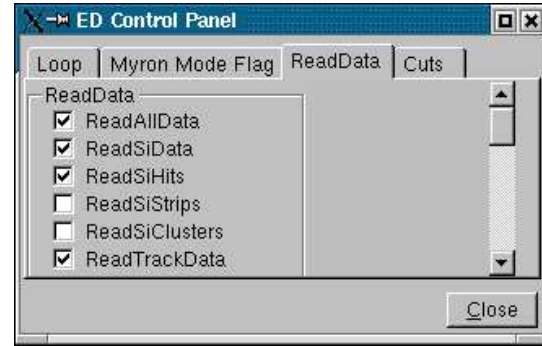 ED Control Panel
Loop
Myron Mode Flag
ReadData
Cuts
ReadData
ReadAllData
ReadSiData
ReadSiHits
ReadSiStrips
ReadSiClusters
ReadTrackData
Close